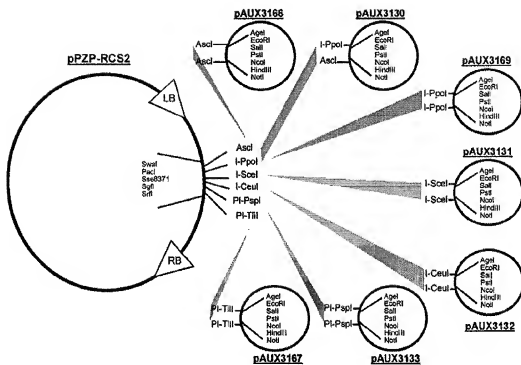 pPZP-RCS2
LB
SwaI
PacI
Sse8371
SgfI
SrfI
RB
AscI
I-PpoI
I-SceI
I-CeuI
PI-PspI
PI-TliI
pAUX3166
AscI
AscI
AgeI
EcoRI
SalI
PstI
NcoI
HindIII
NotI
pAUX3130
I-PpoI
AscI
AgeI
EcoRI
SalI
PstI
NcoI
HindIII
NotI
pAUX3169
I-PpoI
I-PpoI
AgeI
EcoRI
SalI
PstI
NcoI
HindIII
NotI
pAUX3131
I-SceI
I-SceI
AgeI
EcoRI
SalI
PstI
NcoI
HindIII
NotI
I-CeuI
I-CeuI
AgeI
EcoRI
SalI
PstI
NcoI
HindIII
NotI
pAUX3132
PI-PspI
PI-PspI
AgeI
EcoRI
SalI
PstI
NcoI
HindIII
NotI
pAUX3133
PI-TliI
PI-TliI
AgeI
EcoRI
SalI
PstI
NcoI
HindIII
NotI
pAUX3167